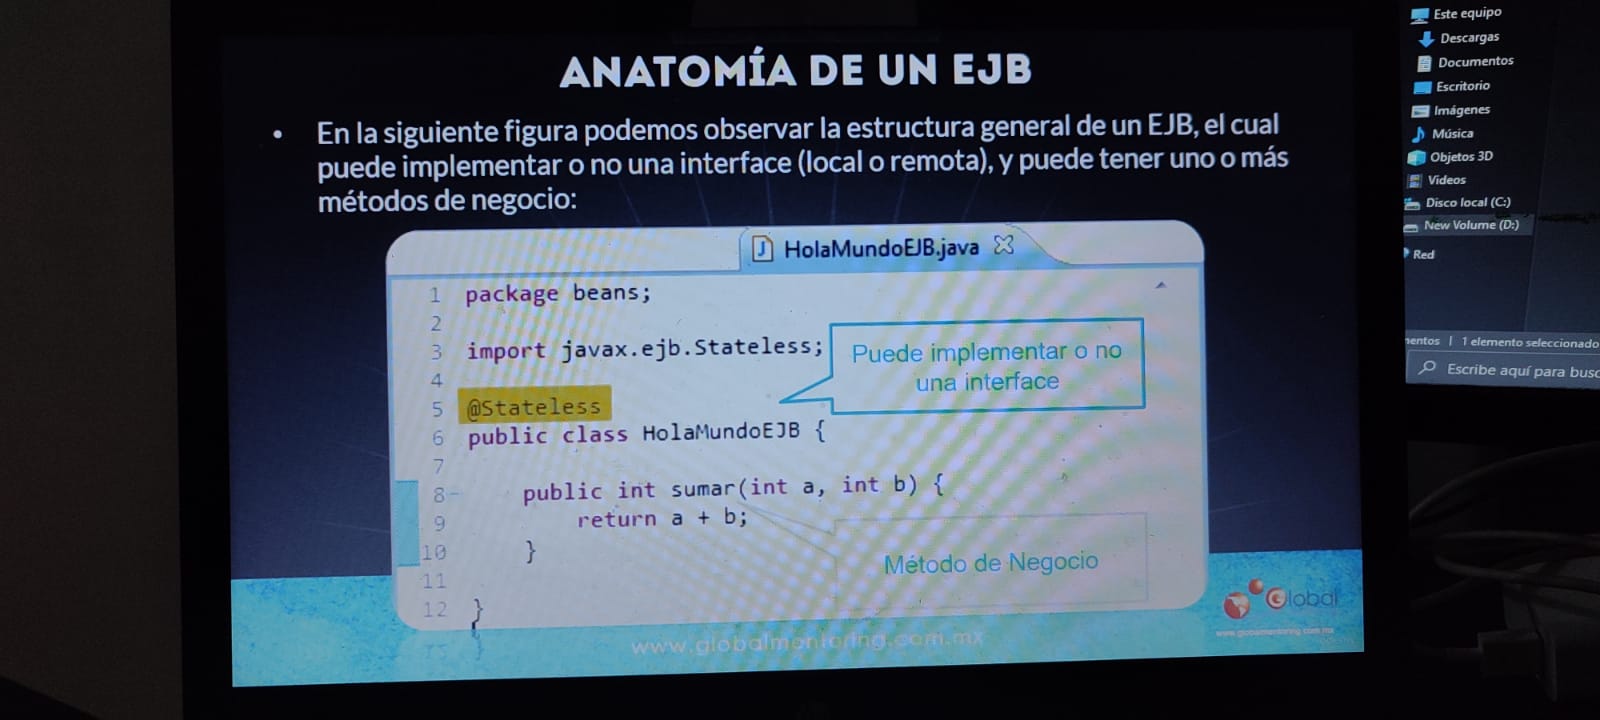 ANATOMÍA DE UN EJB
• En la siguiente figura podemos observar la estructura general de un EJB, el cual
puede implementar o no una interface (local o remota), y puede tener uno o más
métodos de negocio:
HolaMundoEJB.java
1 package beans;
2
3 import javax.ejb.Stateless;
4
5 @Stateless
6 public class HolaMundoEJB {
7
8 public int sumar(int a, int b) {
9 return a + b;
10 }
11
12 }
Puede implementar o no
una interface
Método de Negocio
Global
www.globalmentoring.com.mx
www.globalmentoring.com.mx
Este equipo
Descargas
Documentos
Escritorio
Imágenes
Música
Objetos 3D
Videos
Disco local (C:)
New Volume (D:)
Red
nentos | 1 elemento seleccionado
Escribe aquí para busc